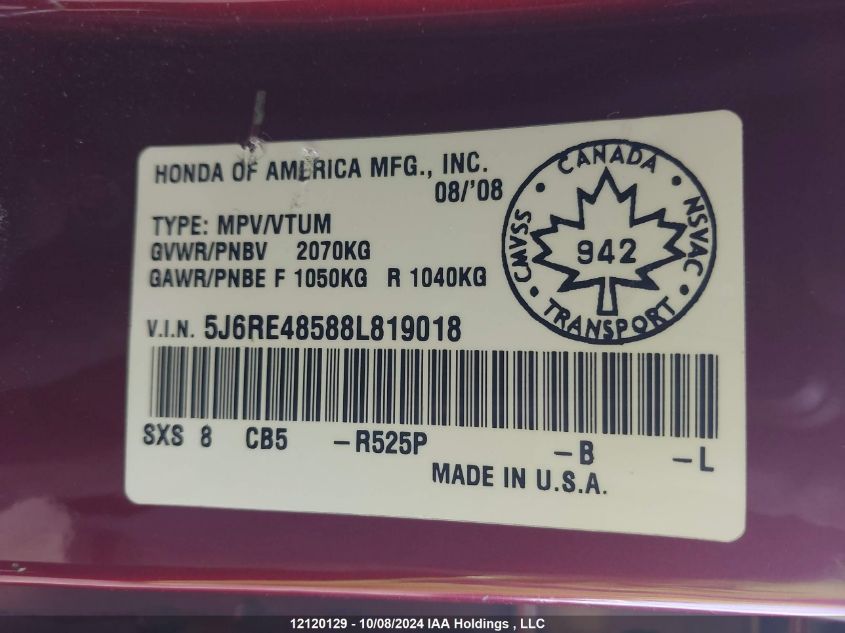 HONDA OF AMERICA MFG., INC.
08/'08
TYPE: MPV/VTUM
GVWR/PNBV 2070KG
GAWR/PNBE F 1050KG R 1040KG
V.I.N. 5J6RE48588L819018
CANADA
CMVSS
942
NSVAC
TRANSPORT
SXS 8 CB5 -R525P -B -L
MADE IN U.S.A.
12120129 - 10/08/2024 IAA Holdings , LLC